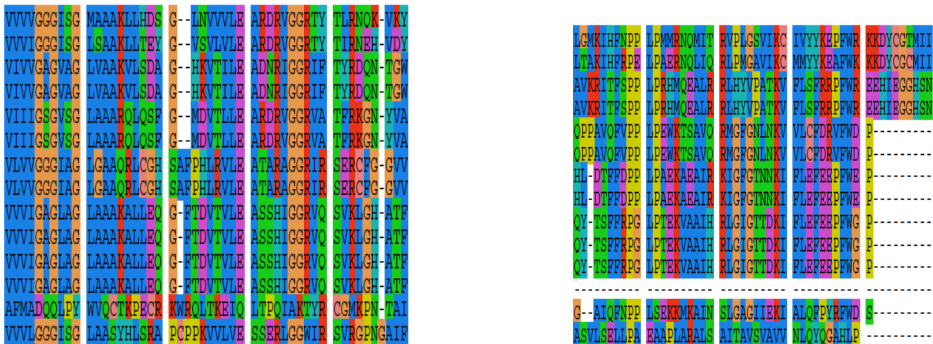 VVVVGGGISG MAAAKLLHDS G--LNVVVLE ARDRVGGRTY TLRNQK-VKY
VVVIGGGISG LSAAKLLTEY G--VSVLVLE ARDRVGGRTY TIRNEH-VDY
VIVVGAGVAG LVAAKVLSDA G--HKVTILE ADNRIGGRIF TYRDQN-TGW
VIVVGAGVAG LVAAKVLSDA G--HKVTILE ADNRIGGRIF TYRDQN-TGW
VIIIGSGVSG LAAARQLQSF G--MDVTLLE ARDRVGGRVA TFRKGN-YVA
VIIIGSGVSG LAAARQLQSF G--MDVTLLE ARDRVGGRVA TFRKGN-YVA
VLVVGGGIAG LGAAQRLCGH SAFPHLRVLE ATARAGGRIR SERCFG-GVV
VLVVGGGIAG LGAAQRLCGH SAFPHLRVLE ATARAGGRIR SERCFG-GVV
VVVIGAGLAG LAAAKALLEQ G-FTDVTVLE ASSHIGGRVQ SVKLGH-ATF
VVVIGAGLAG LAAAKALLEQ G-FTDVTVLE ASSHIGGRVQ SVKLGH-ATF
VVVIGAGLAG LAAAKALLEQ G-FTDVTVLE ASSHIGGRVQ SVKLGH-ATF
VVVIGAGLAG LAAAKALLEQ G-FTDVTVLE ASSHIGGRVQ SVKLGH-ATF
AFMADQQLPY WVQCTKPECR KWRQLTKEIQ LTPQIAKTYR CGMKPN-TAI
VVVLGGGISG LAASYHLSRA PCPPKVVLVE SSERLGGWIR SVRGPNGAIF
LGMKIHFNPP LPMMRNQMIT RVPLGSVIKC IVYYKEPFWR KKDYCGTMII
LTAKIHFRPE LPAERNQLIQ RLPMGAVIKC MMYYKEAFWK KKDYCGCMII
AVKRITFSPP LPRHMQEALR RLHYVPATKV FLSFRRPFWR EEHIEGGHSN
AVKRITFSPP LPRHMQEALR RLHYVPATKV FLSFRRPFWR EEHIEGGHSN
QPPAVQFVPP LPEWKTSAVQ RMGFGNLNKV VLCFDRVFWD P---------
QPPAVQFVPP LPEWKTSAVQ RMGFGNLNKV VLCFDRVFWD P---------
HL-DTFFDPP LPAEKAEAIR KIGFGTNNKI FLEFEEPFWE P---------
HL-DTFFDPP LPAEKAEAIR KIGFGTNNKI FLEFEEPFWE P---------
QY-TSFFRPG LPTEKVAAIH RLGIGTTDKI FLEFEEPFWG P---------
QY-TSFFRPG LPTEKVAAIH RLGIGTTDKI FLEFEEPFWG P---------
QY-TSFFRPG LPTEKVAAIH RLGIGTTDKI FLEFEEPFWG P---------
---------- ---------- ---------- ---------- ----------
G--AIQFNPP LSEKKMKAIN SLGAGIIEKI ALQFPYRFWD S---------
ASVLSELLPA EAAPLARALS AITAVSVAVV NLQYQGAHLP ----------